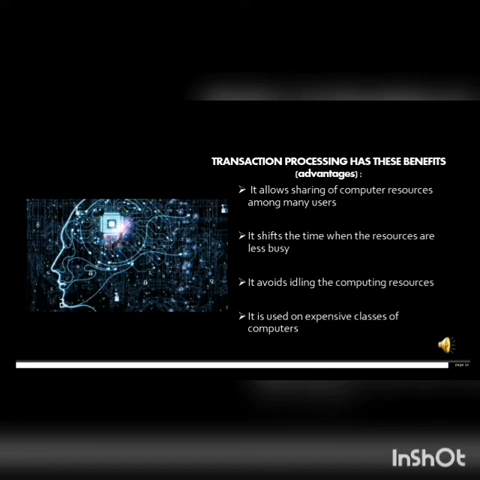 TRANSACTION PROCESSING HAS THESE BENEFITS
(advantages) :
➢ It allows sharing of computer resources
among many users
➢ It shifts the time when the resources are
less busy
➢ It avoids idling the computing resources
➢ It is used on expensive classes of
computers
InShOt